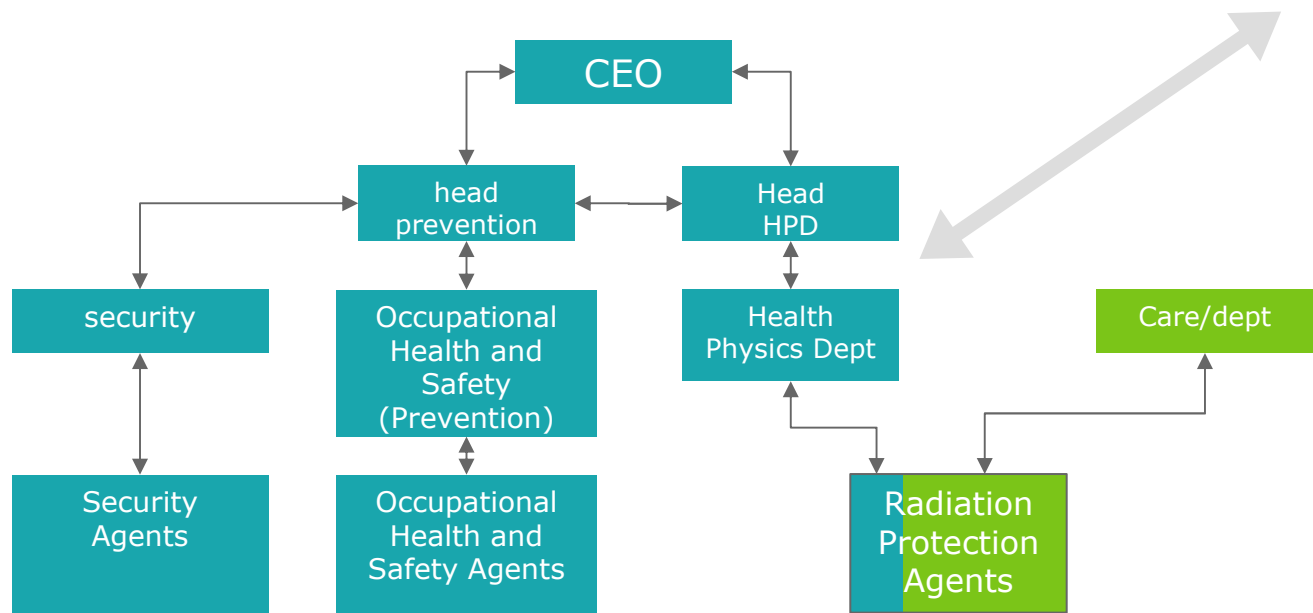 CEO
head
prevention
Head
HPD
security
Occupational
Health and
Safety
(Prevention)
Health
Physics Dept
Care/dept
Security
Agents
Occupational
Health and
Safety Agents
Radiation
Protection
Agents